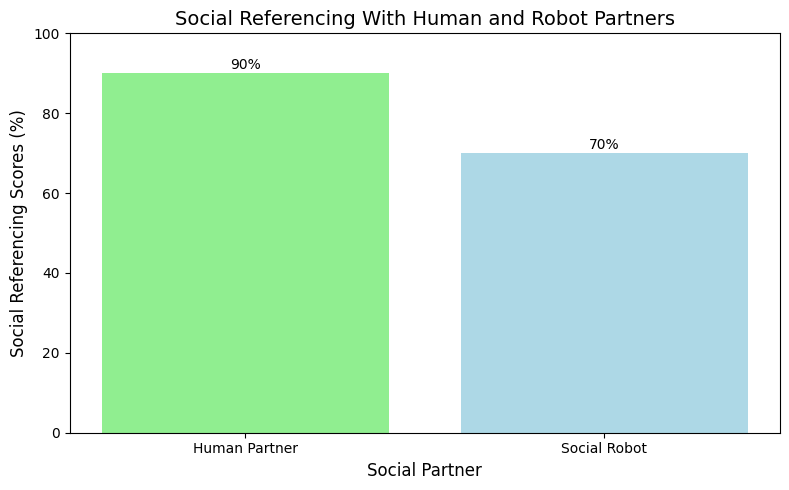 Social Referencing With Human and Robot Partners
100
80
60
40
20
0
Social Referencing Scores (%)
90%
70%
Human Partner
Social Robot
Social Partner